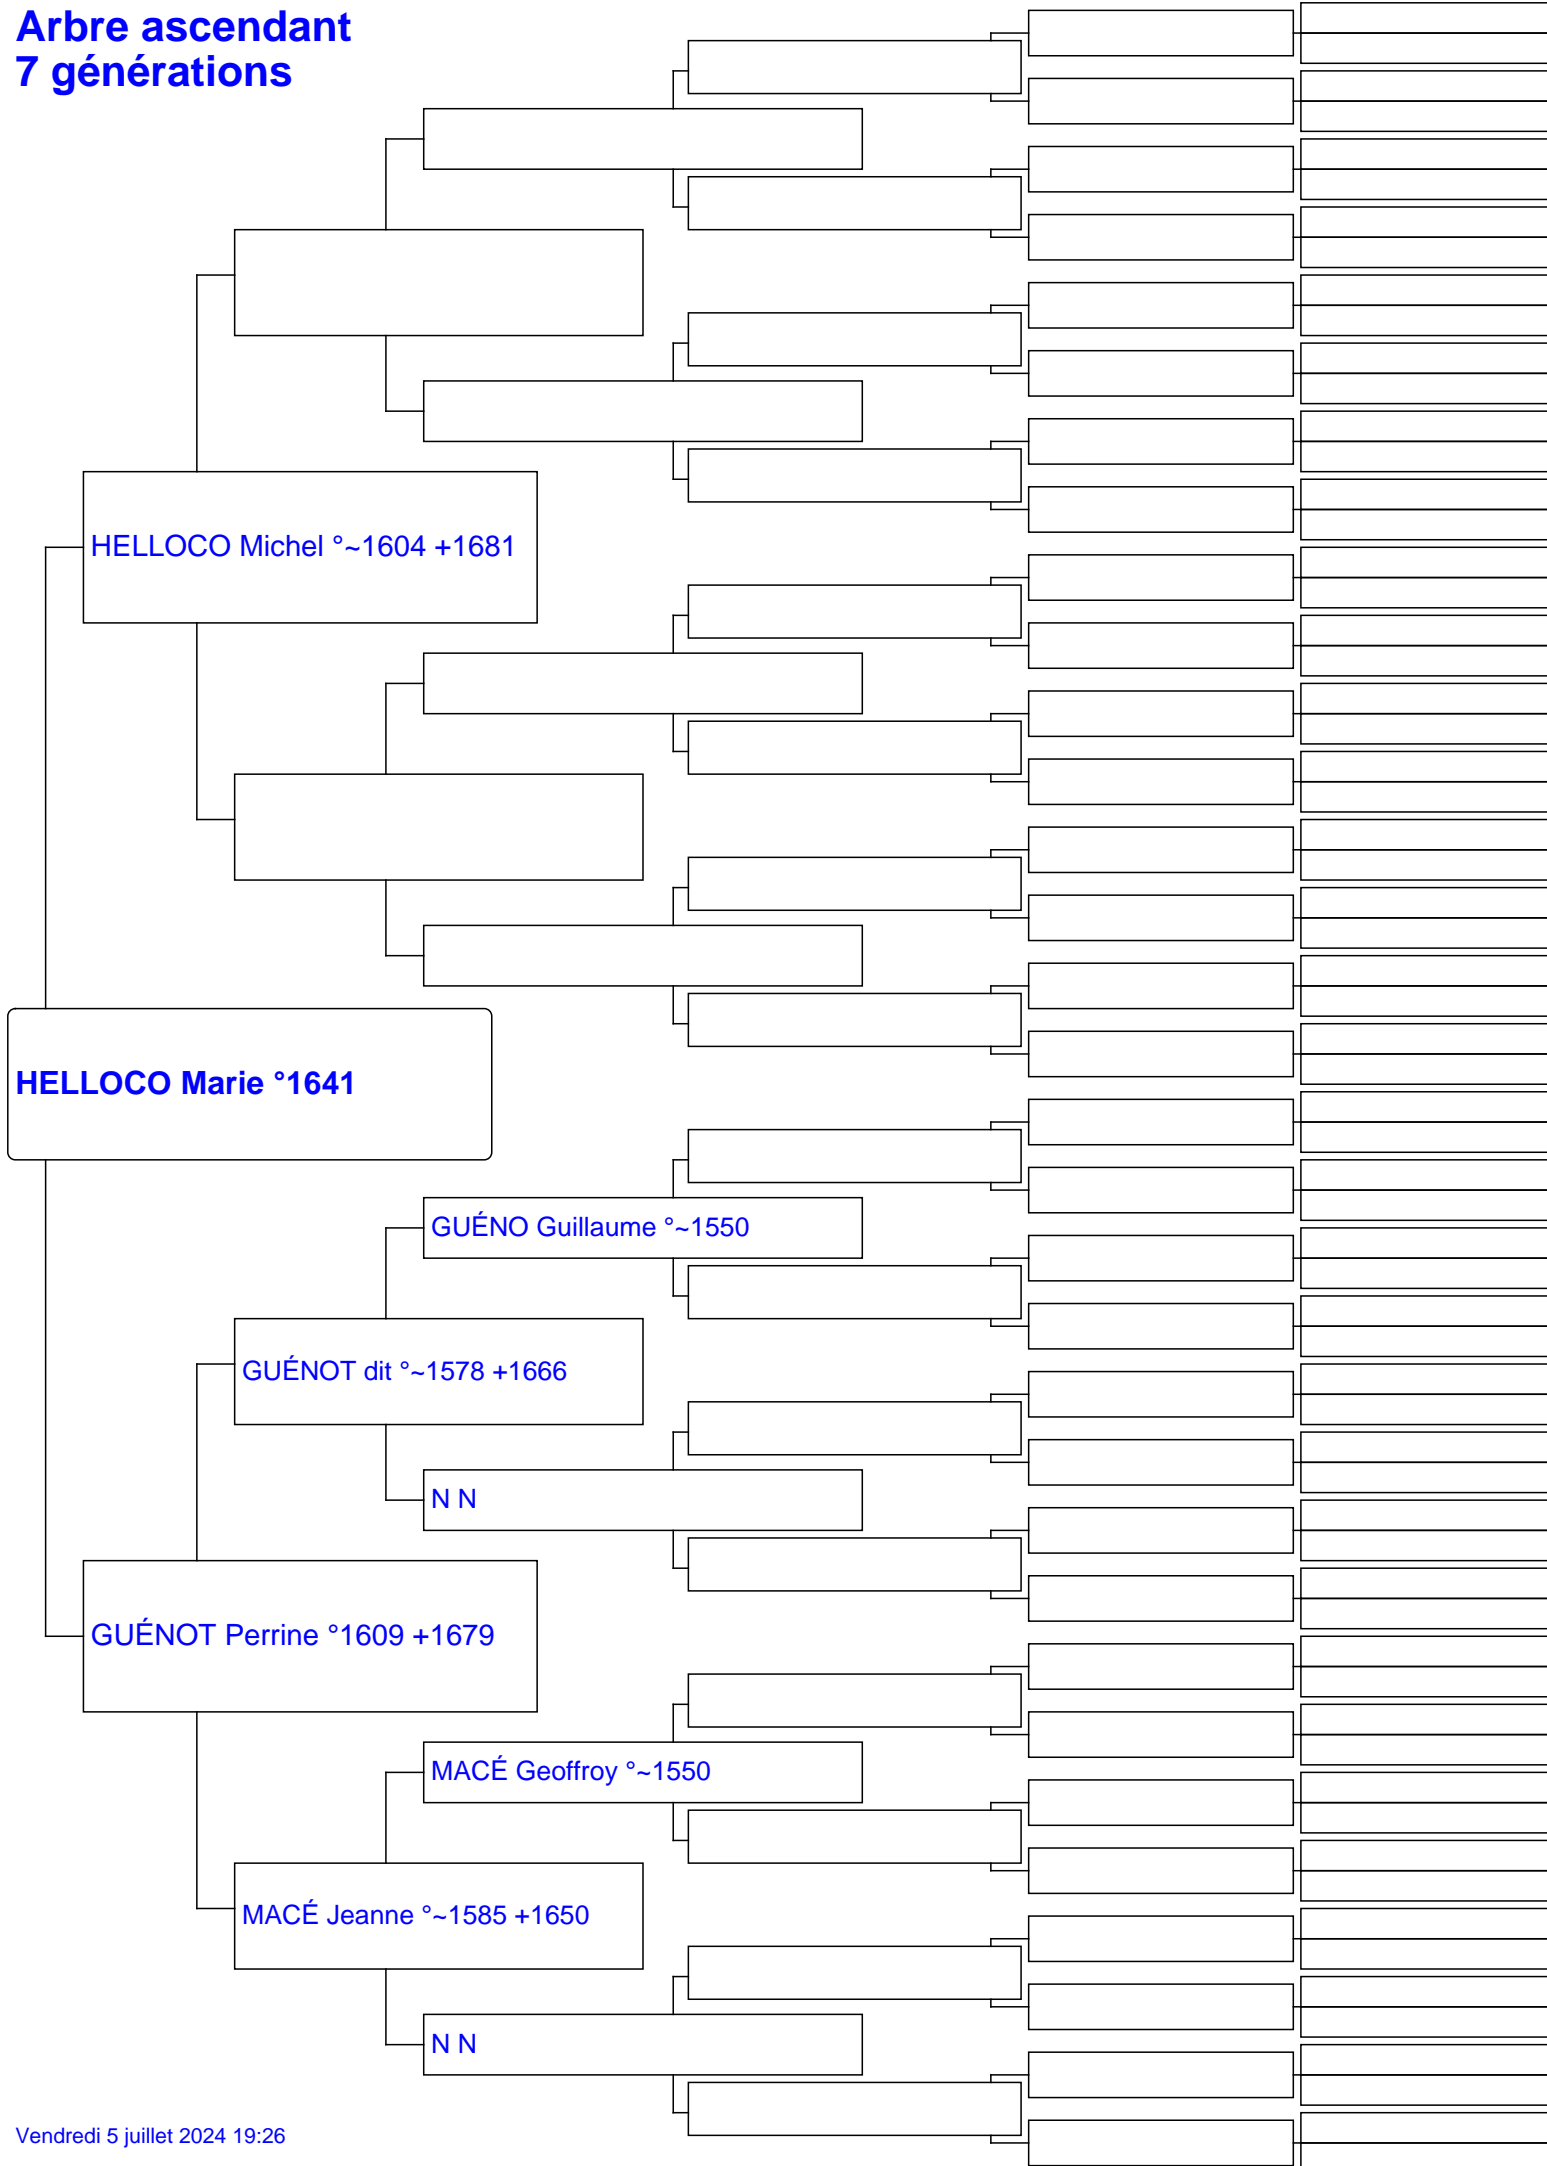 Arbre ascendant
7 générations
HELLOCO Michel °~1604 +1681
HELLOCO Marie °1641
GUÉNO Guillaume °~1550
GUÉNOT dit °~1578 +1666
N N
GUÉNOT Perrine °1609 +1679
MACÉ Geoffroy °~1550
MACÉ Jeanne °~1585 +1650
N N
Vendredi 5 juillet 2024 19:26